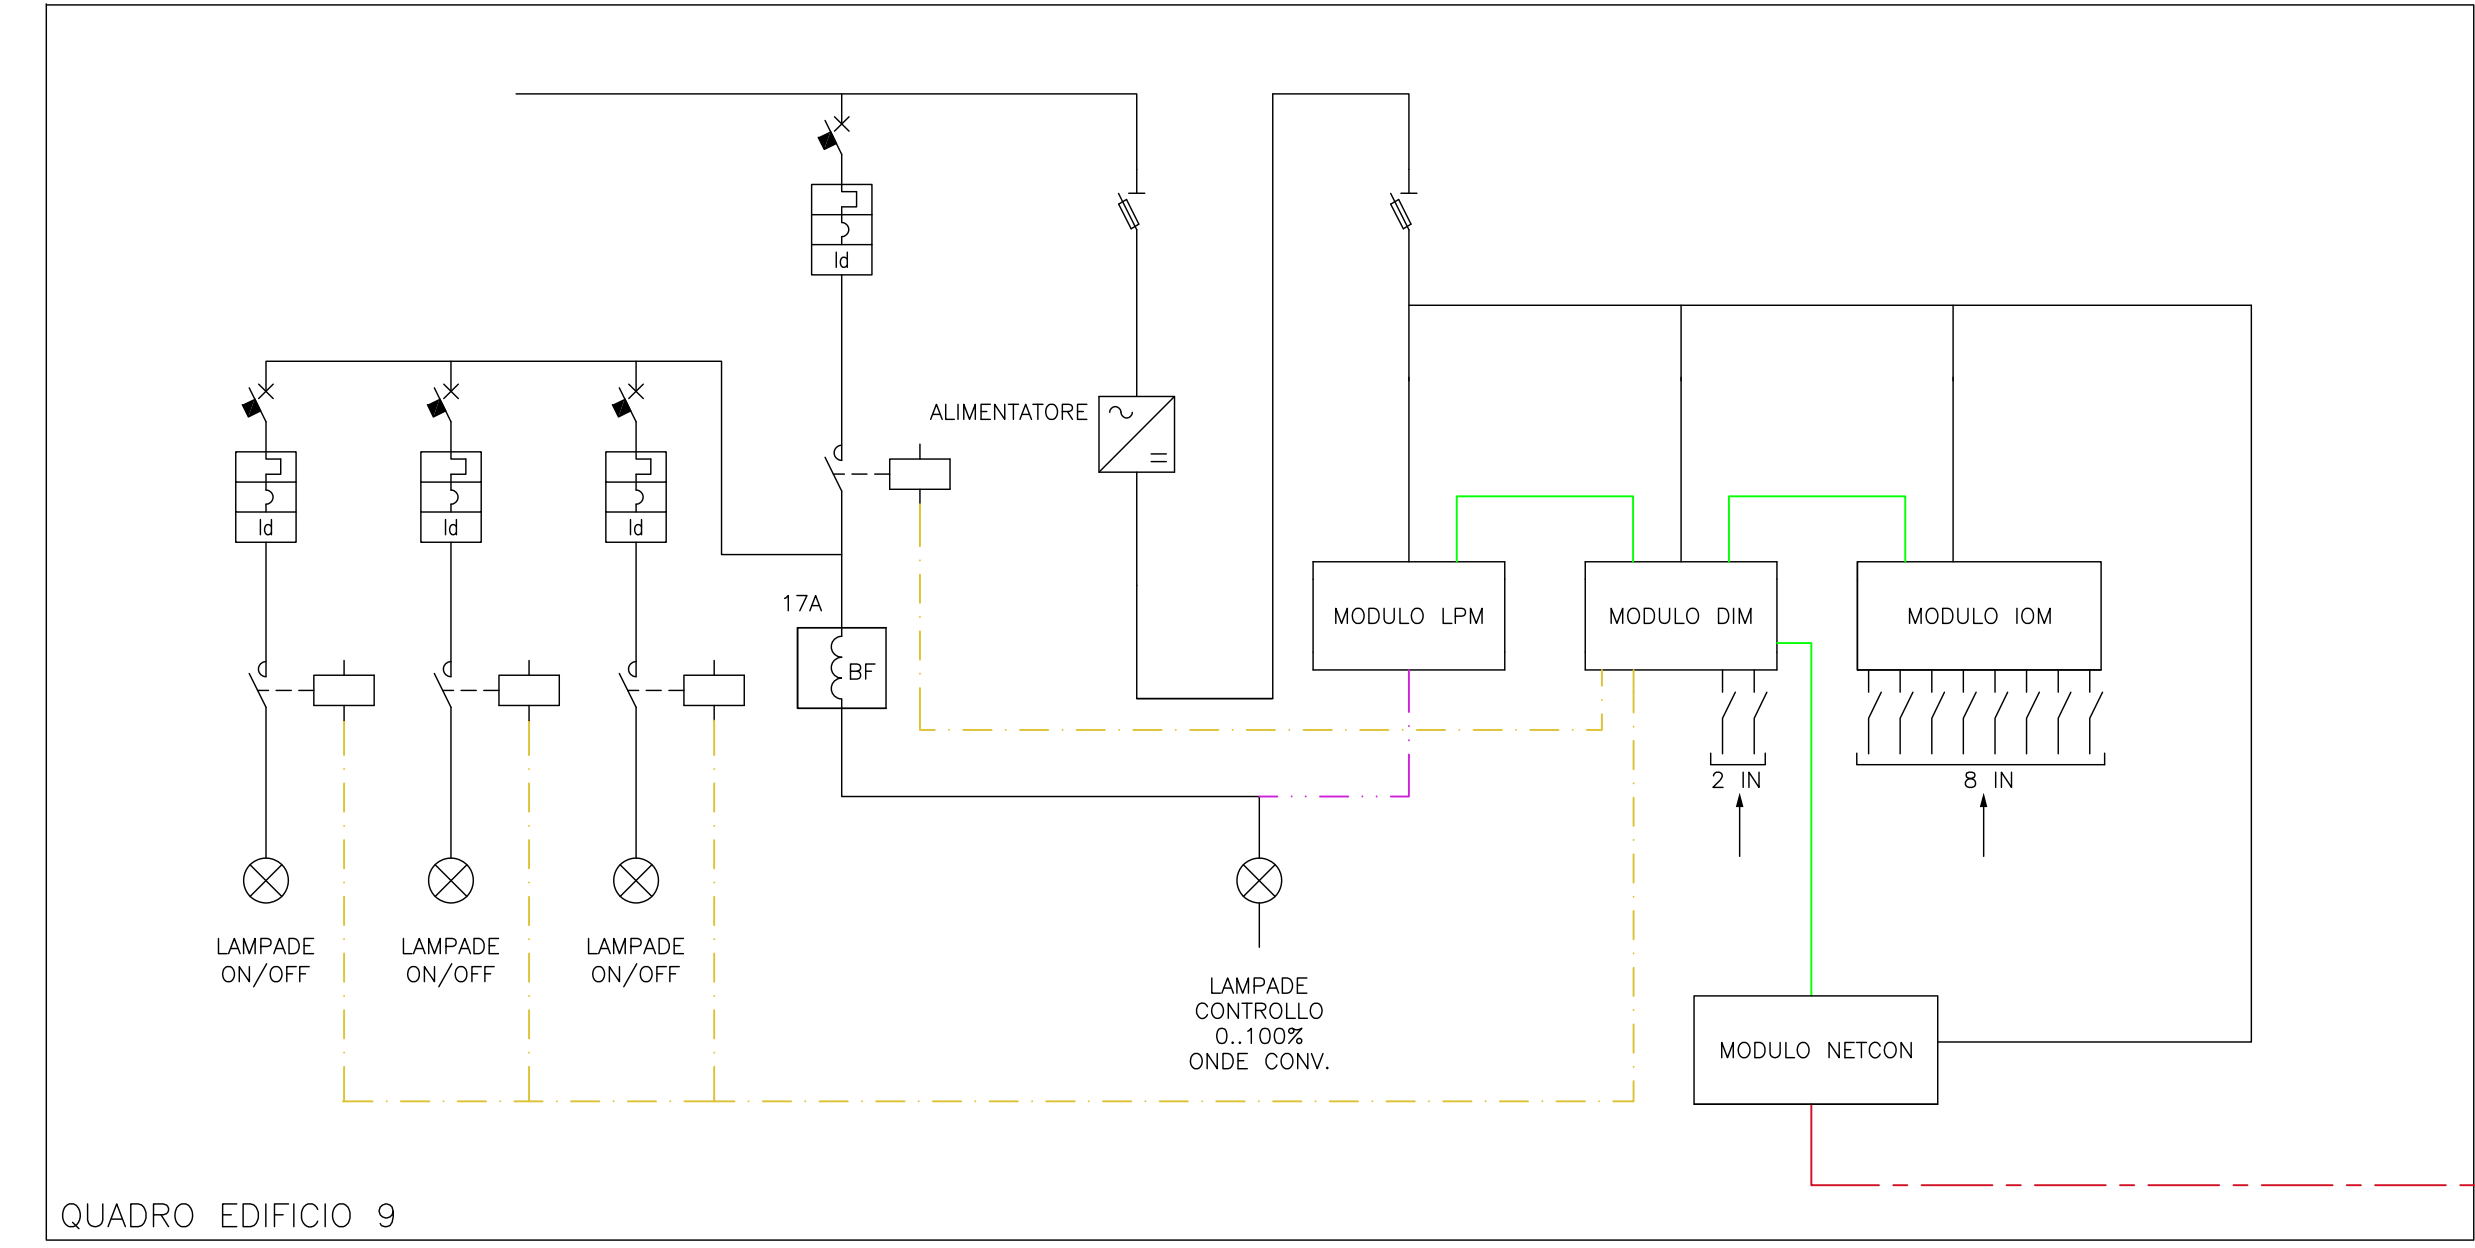 Id
ALIMENTATORE
Id
Id
Id
17A
BF
MODULO LPM
MODULO DIM
MODULO IOM
2 IN
8 IN
LAMPADE
ON/OFF
LAMPADE
ON/OFF
LAMPADE
ON/OFF
LAMPADE
CONTROLLO
0..100%
ONDE CONV.
MODULO NETCON
QUADRO EDIFICIO 9